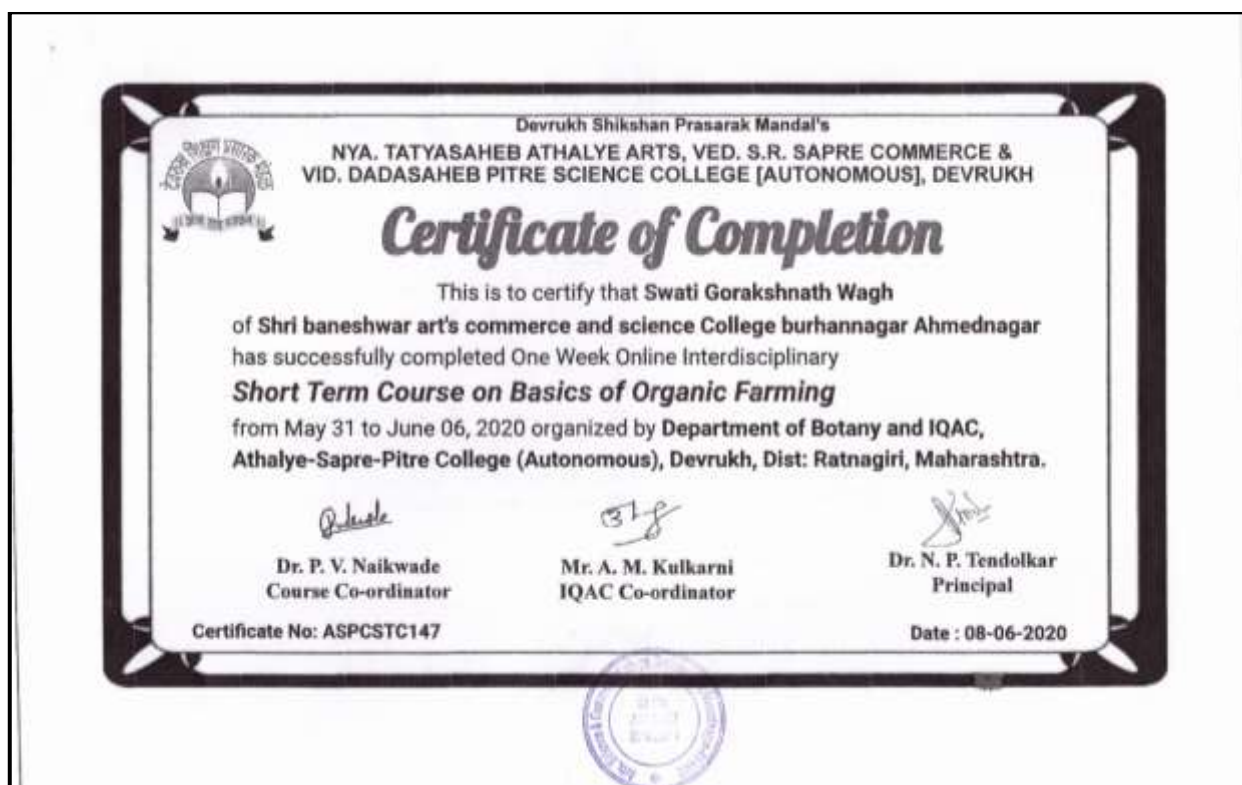 Devrukh Shikshan Prasarak Mandal's
NYA. TATYASAHEB ATHALYE ARTS, VED. S.R. SAPRE COMMERCE &
VID. DADASAHEB PITRE SCIENCE COLLEGE [AUTONOMOUS], DEVRUKH
देवरुख शिक्षण प्रसारक मंडळ
Certificate of Completion
This is to certify that Swati Gorakshnath Wagh
of Shri baneshwar art's commerce and science College burhannagar Ahmednagar
has successfully completed One Week Online Interdisciplinary
Short Term Course on Basics of Organic Farming
from May 31 to June 06, 2020 organized by Department of Botany and IQAC,
Athalye-Sapre-Pitre College (Autonomous), Devrukh, Dist: Ratnagiri, Maharashtra.
Dr. P. V. Naikwade
Course Co-ordinator
Mr. A. M. Kulkarni
IQAC Co-ordinator
Dr. N. P. Tendolkar
Principal
Certificate No: ASPCSTC147
Date : 08-06-2020